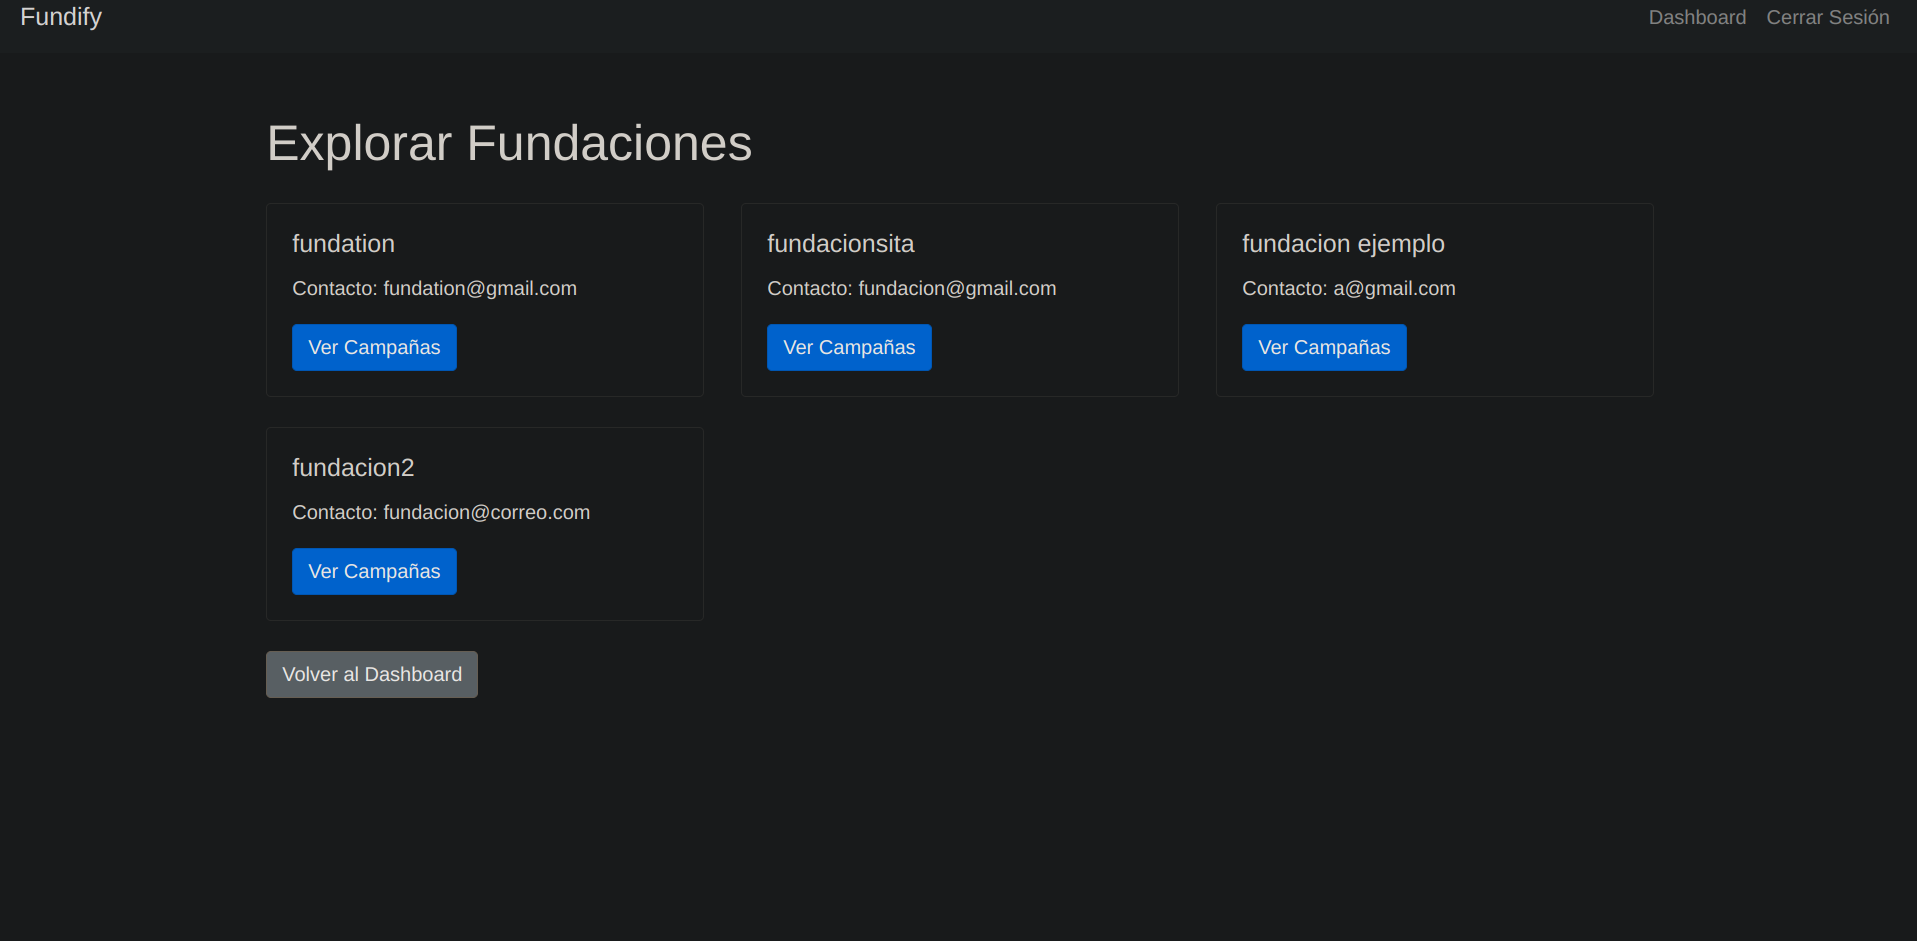 Fundify
Dashboard
Cerrar Sesión
Explorar Fundaciones
fundation
Contacto: fundation@gmail.com
Ver Campañas
fundacionsita
Contacto: fundacion@gmail.com
Ver Campañas
fundacion ejemplo
Contacto: a@gmail.com
Ver Campañas
fundacion2
Contacto: fundacion@correo.com
Ver Campañas
Volver al Dashboard